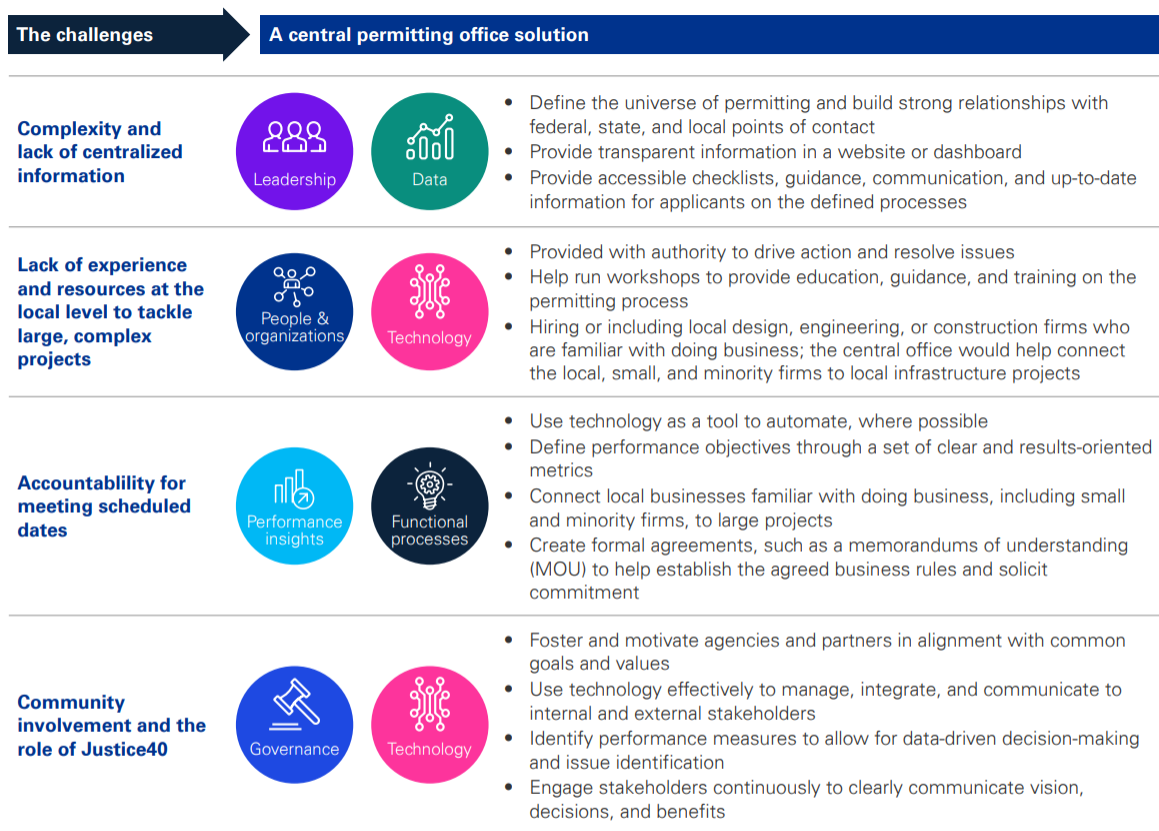 The challenges
A central permitting office solution
Complexity and
lack of centralized
information
Leadership
Data
• Define the universe of permitting and build strong relationships with
federal, state, and local points of contact
• Provide transparent information in a website or dashboard
• Provide accessible checklists, guidance, communication, and up-to-date
information for applicants on the defined processes
Lack of experience
and resources at the
local level to tackle
large, complex
projects
People &
organizations
Technology
• Provided with authority to drive action and resolve issues
• Help run workshops to provide education, guidance, and training on the
permitting process
• Hiring or including local design, engineering, or construction firms who
are familiar with doing business; the central office would help connect
the local, small, and minority firms to local infrastructure projects
Accountablility for
meeting scheduled
dates
Performance
insights
Functional
processes
• Use technology as a tool to automate, where possible
• Define performance objectives through a set of clear and results-oriented
metrics
• Connect local businesses familiar with doing business, including small
and minority firms, to large projects
• Create formal agreements, such as a memorandums of understanding
(MOU) to help establish the agreed business rules and solicit
commitment
Community
involvement and the
role of Justice40
Governance
Technology
• Foster and motivate agencies and partners in alignment with common
goals and values
• Use technology effectively to manage, integrate, and communicate to
internal and external stakeholders
• Identify performance measures to allow for data-driven decision-making
and issue identification
• Engage stakeholders continuously to clearly communicate vision,
decisions, and benefits